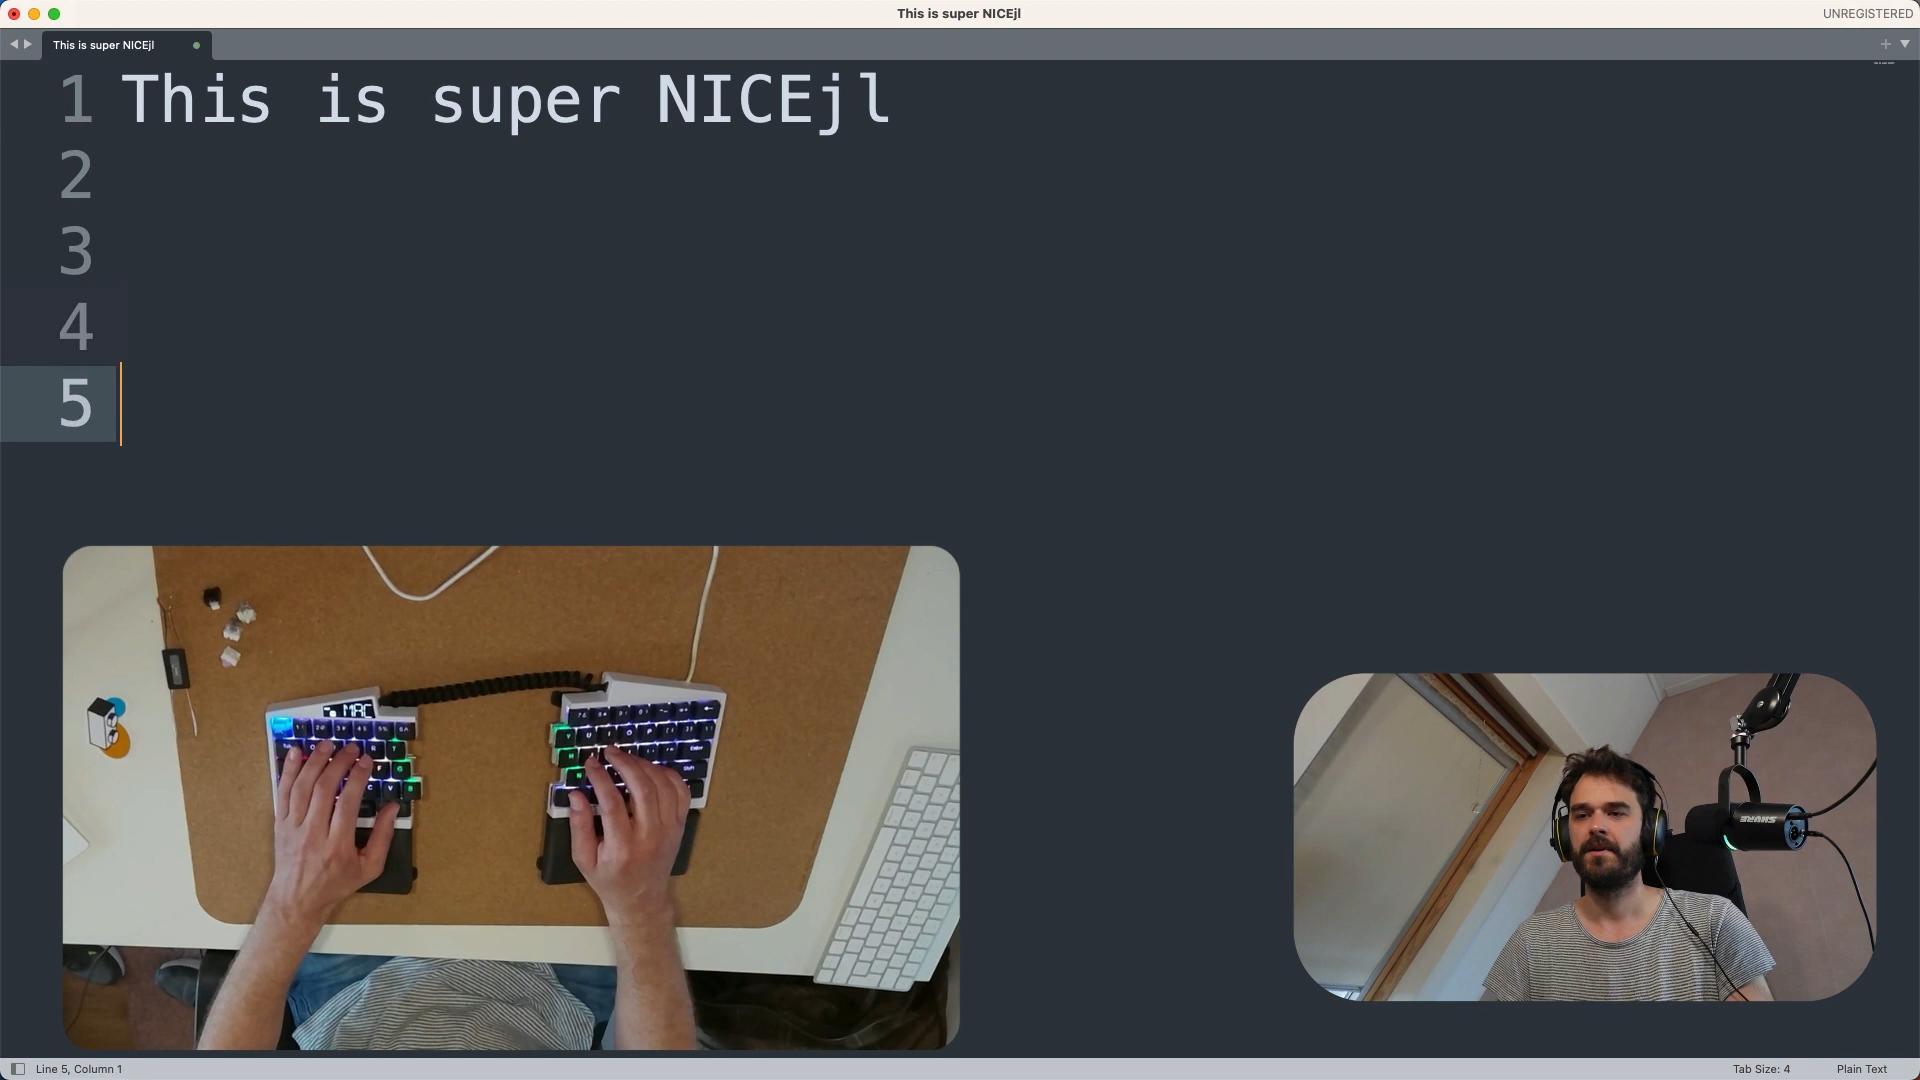 This is super NICEjl
UNREGISTERED
This is super NICEjl
1 This is super NICEjl
2
3
4
5
MAC
SHURE
Line 5, Column 1
Tab Size: 4
Plain Text